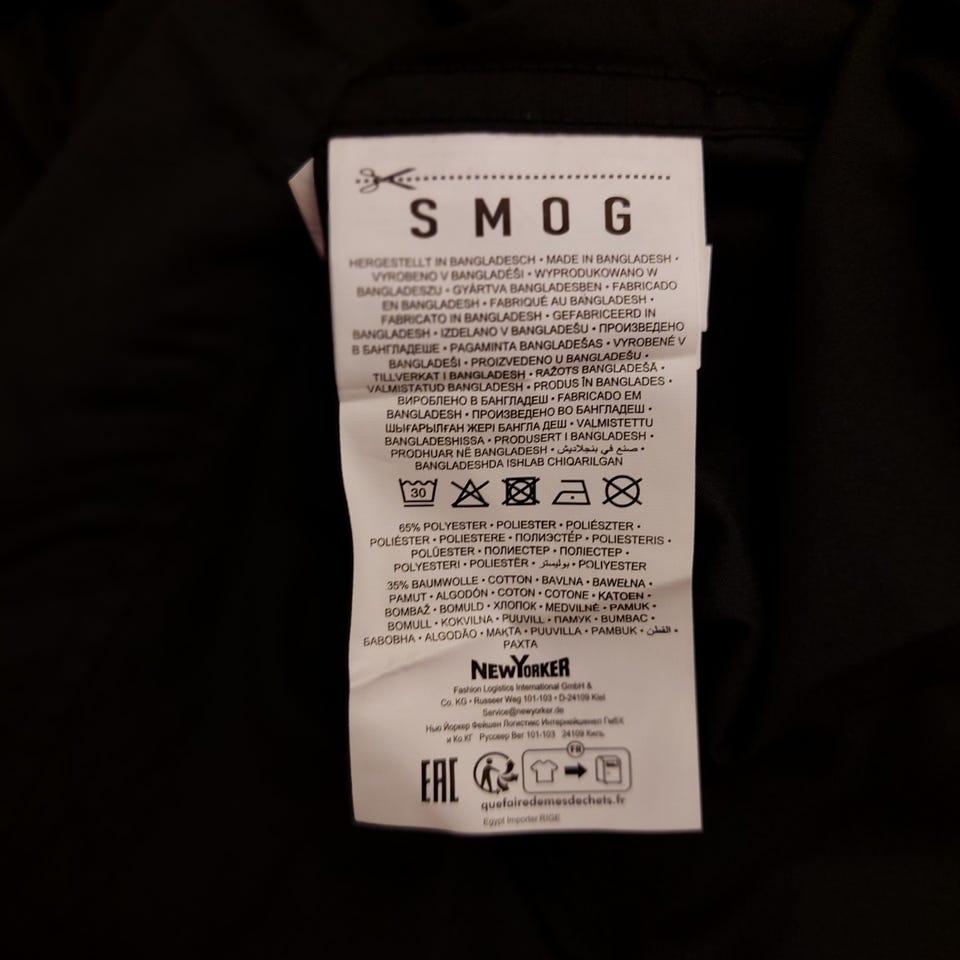 SMOG
HERGESTELLT IN BANGLADESCH • MADE IN BANGLADESH •
VYROBENO V BANGLADÉŠI • WYPRODUKOWANO W
BANGLADESZU • GYÁRTVA BANGLADESBEN • FABRICADO
EN BANGLADESH • FABRIQUÉ AU BANGLADESH •
FABRICATO IN BANGLADESH • GEFABRICEERD IN
BANGLADESH • IZDELANO V BANGLADEŠU • ПРОИЗВЕДЕНО
В БАНГЛАДЕШЕ • PAGAMINTA BANGLADEŠAS • VYROBENÉ V
BANGLADEŠI • PROIZVEDENO U BANGLADEŠU •
TILLVERKAT I BANGLADESH • RAŽOTS BANGLADEŠĀ •
VALMISTATUD BANGLADESH • PRODUS ÎN BANGLADES •
ВИРОБЛЕНО В БАНГЛАДЕШ • FABRICADO EM
BANGLADESH • ПРОИЗВЕДЕНО ВО БАНГЛАДЕШ •
ШЫҒАРЫЛҒАН ЖЕРІ БАНГЛА ДЕШ • VALMISTETTU
BANGLADESHISSA • PRODUSERT I BANGLADESH •
PRODHUAR NË BANGLADESH • صنع في بنجلاديش •
BANGLADESHDA ISHLAB CHIQARILGAN
30
65% POLYESTER • POLIESTER • POLIÉSZTER •
POLIÉSTER • POLIESTERE • ПОЛИЭСТЕР • POLIESTERIS •
POLÜESTER • ПОЛИЕСТЕР • ПОЛІЕСТЕР •
POLYESTERI • POLIESTËR • بوليستر • POLIYESTER
35% BAUMWOLLE • COTTON • BAVLNA • BAWEŁNA •
PAMUT • ALGODÓN • COTON • COTONE • KATOEN •
BOMBAŽ • BOMULD • ХЛОПОК • MEDVILNĖ • PAMUK •
BOMULL • KOKVILNA • PUUVILL • ПАМУК • BUMBAC •
БАВОВНА • ALGODÃO • МАҚТА • PUUVILLA • PAMBUK • القطن •
PAXTA
NEWYORKER
Fashion Logistics International GmbH &
Co. KG • Russeer Weg 101-103 • D-24109 Kiel
Service@newyorker.de
Нью Йоркер Фейшен Логистикс Интернейшенел ГмБХ
и Ко.КГ Руссеер Вег 101-103 24109 Киль
EAC
FR
quefairedemesdechets.fr
Egypt Importer RIGE